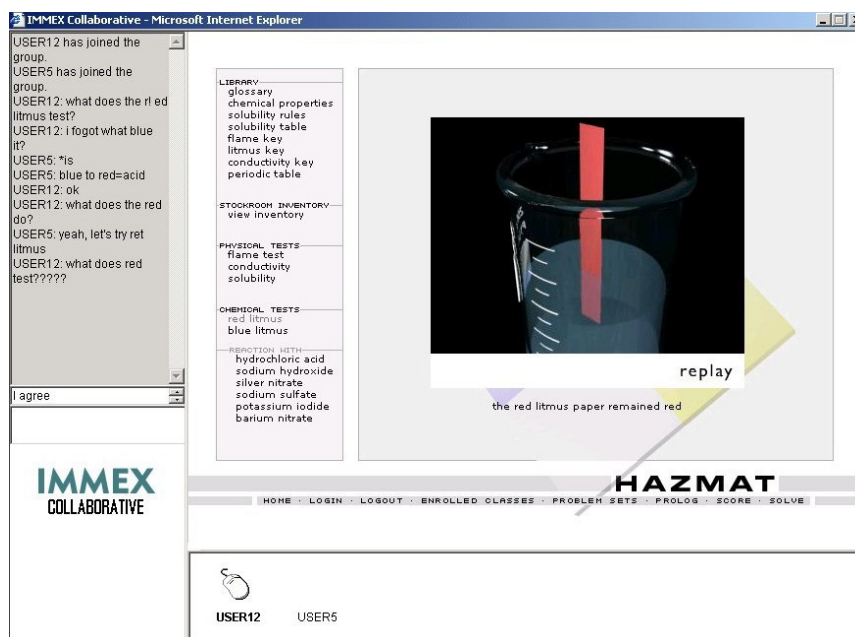 IMMEX Collaborative - Microsoft Internet Explorer
USER12 has joined the
group.
USER5 has joined the
group.
USER12: what does the r! ed
litmus test?
USER12: i fogot what blue
it?
USER5: *is
USER5: blue to red=acid
USER12: ok
USER12: what does the red
do?
USER5: yeah, let's try ret
litmus
USER12: what does red
test?????
I agree
IMMEX
COLLABORATIVE
LIBRARY
glossary
chemical properties
solubility rules
solubility table
flame key
litmus key
conductivity key
periodic table
STOCKROOM INVENTORY
view inventory
PHYSICAL TESTS
flame test
conductivity
solubility
CHEMICAL TESTS
red litmus
blue litmus
REACTION WITH
hydrochloric acid
sodium hydroxide
silver nitrate
sodium sulfate
potassium iodide
barium nitrate
replay
the red litmus paper remained red
HAZMAT
HOME · LOGIN · LOGOUT · ENROLLED CLASSES · PROBLEM SETS · PROLOG · SCORE · SOLVE
USER12 USER5